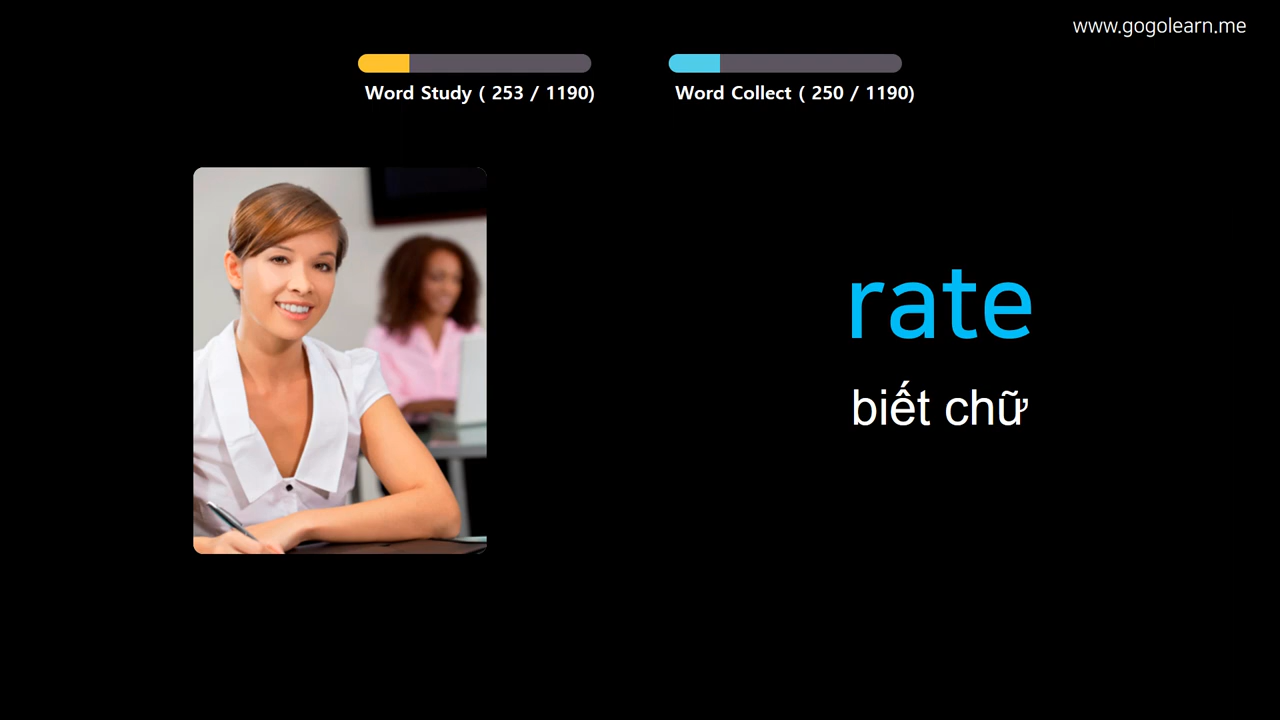 www.gogolearn.me
Word Study ( 253 / 1190)
Word Collect ( 250 / 1190)
rate
biết chữ